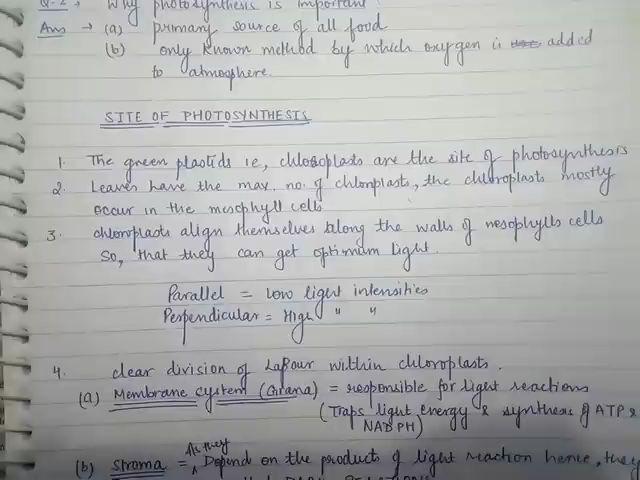 Q-2. Why photosynthesis is important
Ans → (a) primary source of all food
(b) only known method by which oxygen is added
to atmosphere.
SITE OF PHOTOSYNTHESIS
1. The green plastids ie, chloroplasts are the site of photosynthesis
2. Leaves have the max. no. of chloroplasts, the chloroplasts mostly
occur in the mesophyll cells.
3. chloroplasts align themselves along the walls of mesophylls cells
So, that they can get optimum light.
Parallel = Low light intensities
Perpendicular = High " "
4. clear division of Labour within chloroplasts.
(a) Membrane system (Grana) = responsible for light reactions
(Traps light energy & synthesis of ATP &
NADPH)
(b) Stroma = As they Depend on the products of light reaction hence, they